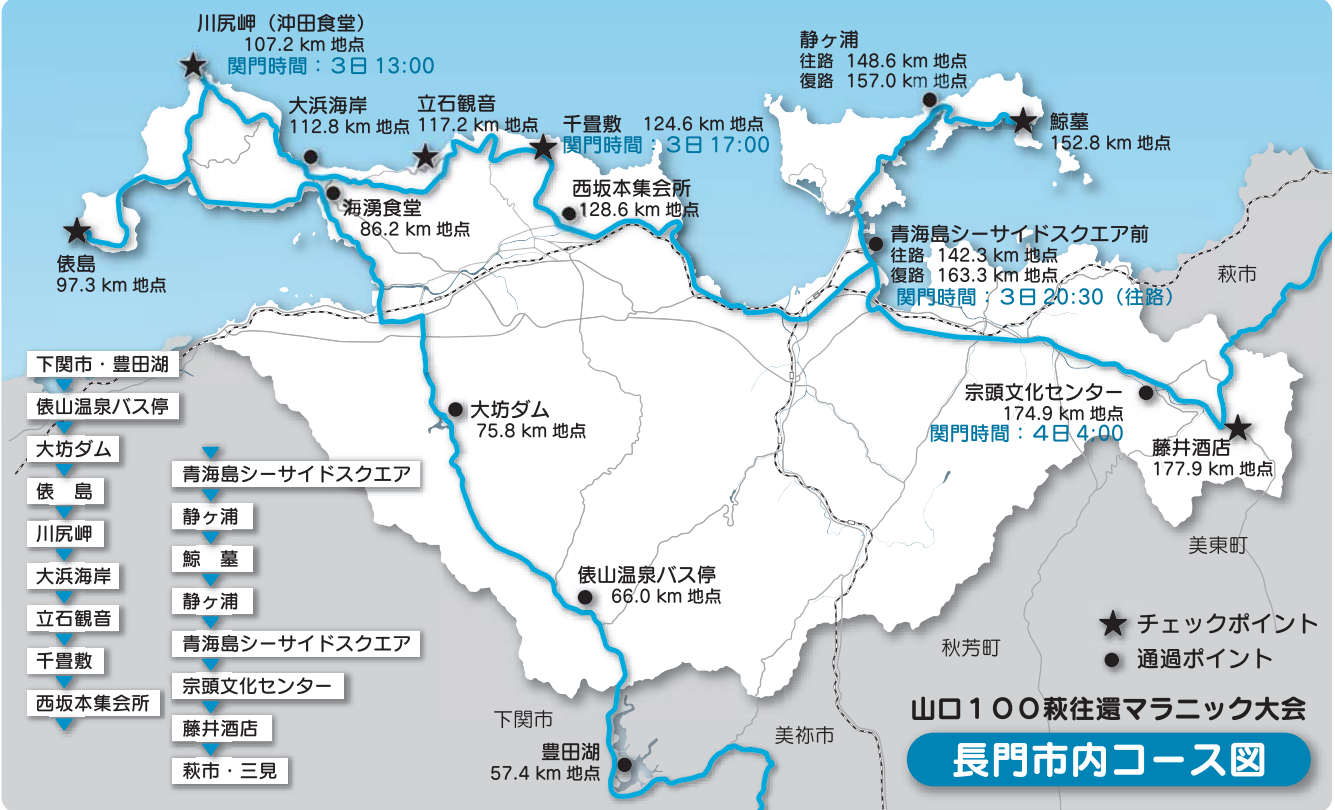 川尻岬（沖田食堂）
107.2 km 地点
関門時間：３日 13:00
大浜海岸
112.8 km 地点
立石観音
117.2 km 地点
千畳敷　124.6 km 地点
関門時間：３日 17:00
西坂本集会所
128.6 km 地点
静ヶ浦
往路 148.6 km 地点
復路 157.0 km 地点
鯨墓
152.8 km 地点
海湧食堂
86.2 km 地点
俵島
97.3 km 地点
青海島シーサイドスクエア前
往路 142.3 km 地点
復路 163.3 km 地点
関門時間：３日 20:30（往路）
萩市
宗頭文化センター
174.9 km 地点
関門時間：４日 4:00
藤井酒店
177.9 km 地点
大坊ダム
75.8 km 地点
俵山温泉バス停
66.0 km 地点
豊田湖
57.4 km 地点
下関市
美祢市
秋芳町
美東町
下関市・豊田湖
俵山温泉バス停
大坊ダム
俵　島
川尻岬
大浜海岸
立石観音
千畳敷
西坂本集会所
青海島シーサイドスクエア
静ヶ浦
鯨　墓
静ヶ浦
青海島シーサイドスクエア
宗頭文化センター
藤井酒店
萩市・三見
★ チェックポイント
● 通過ポイント
山口１００萩往還マラニック大会
長門市内コース図